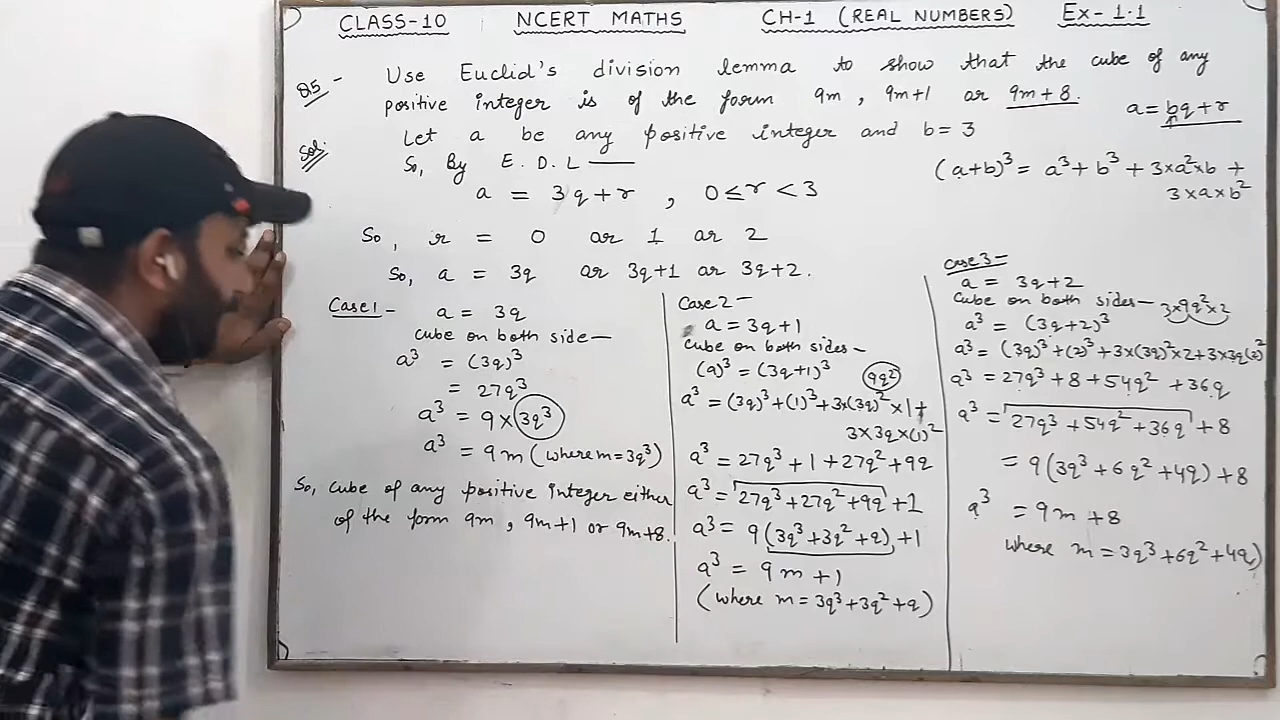 CLASS-10 NCERT MATHS CH-1 (REAL NUMBERS) EX-1.1
Q.5 - Use Euclid's division lemma to show that the cube of any
positive integer is of the form 9m, 9m+1 or 9m+8.
a = bq+r
Sol. Let a be any positive integer and b=3
So, By E.D.L —
a = 3q+r , 0≤r<3
(a+b)³ = a³+b³+3×a²×b+
3×a×b²
So, r = 0 or 1 or 2
So, a = 3q or 3q+1 or 3q+2.
Case1- a = 3q
cube on both side—
a³ = (3q)³
= 27q³
a³ = 9×3q³
a³ = 9m (where m=3q³)
So, cube of any positive integer either
of the form 9m, 9m+1 or 9m+8.
Case2-
a = 3q+1
cube on both sides-
(a)³ = (3q+1)³
9q²
a³ = (3q)³+(1)³+3×(3q)²×1+
3×3q×(1)²
a³ = 27q³+1+27q²+9q
a³ = 27q³+27q²+9q+1
a³ = 9(3q³+3q²+q)+1
a³ = 9m+1
(where m=3q³+3q²+q)
Case3-
a = 3q+2
cube on both sides—
3×9q²×2
a³ = (3q+2)³
a³ = (3q)³+(2)³+3×(3q)²×2+3×3q(2)²
a³ = 27q³+8+54q²+36q
a³ = 27q³+54q²+36q+8
= 9(3q³+6q²+4q)+8
a³ = 9m+8
where m=3q³+6q²+4q)